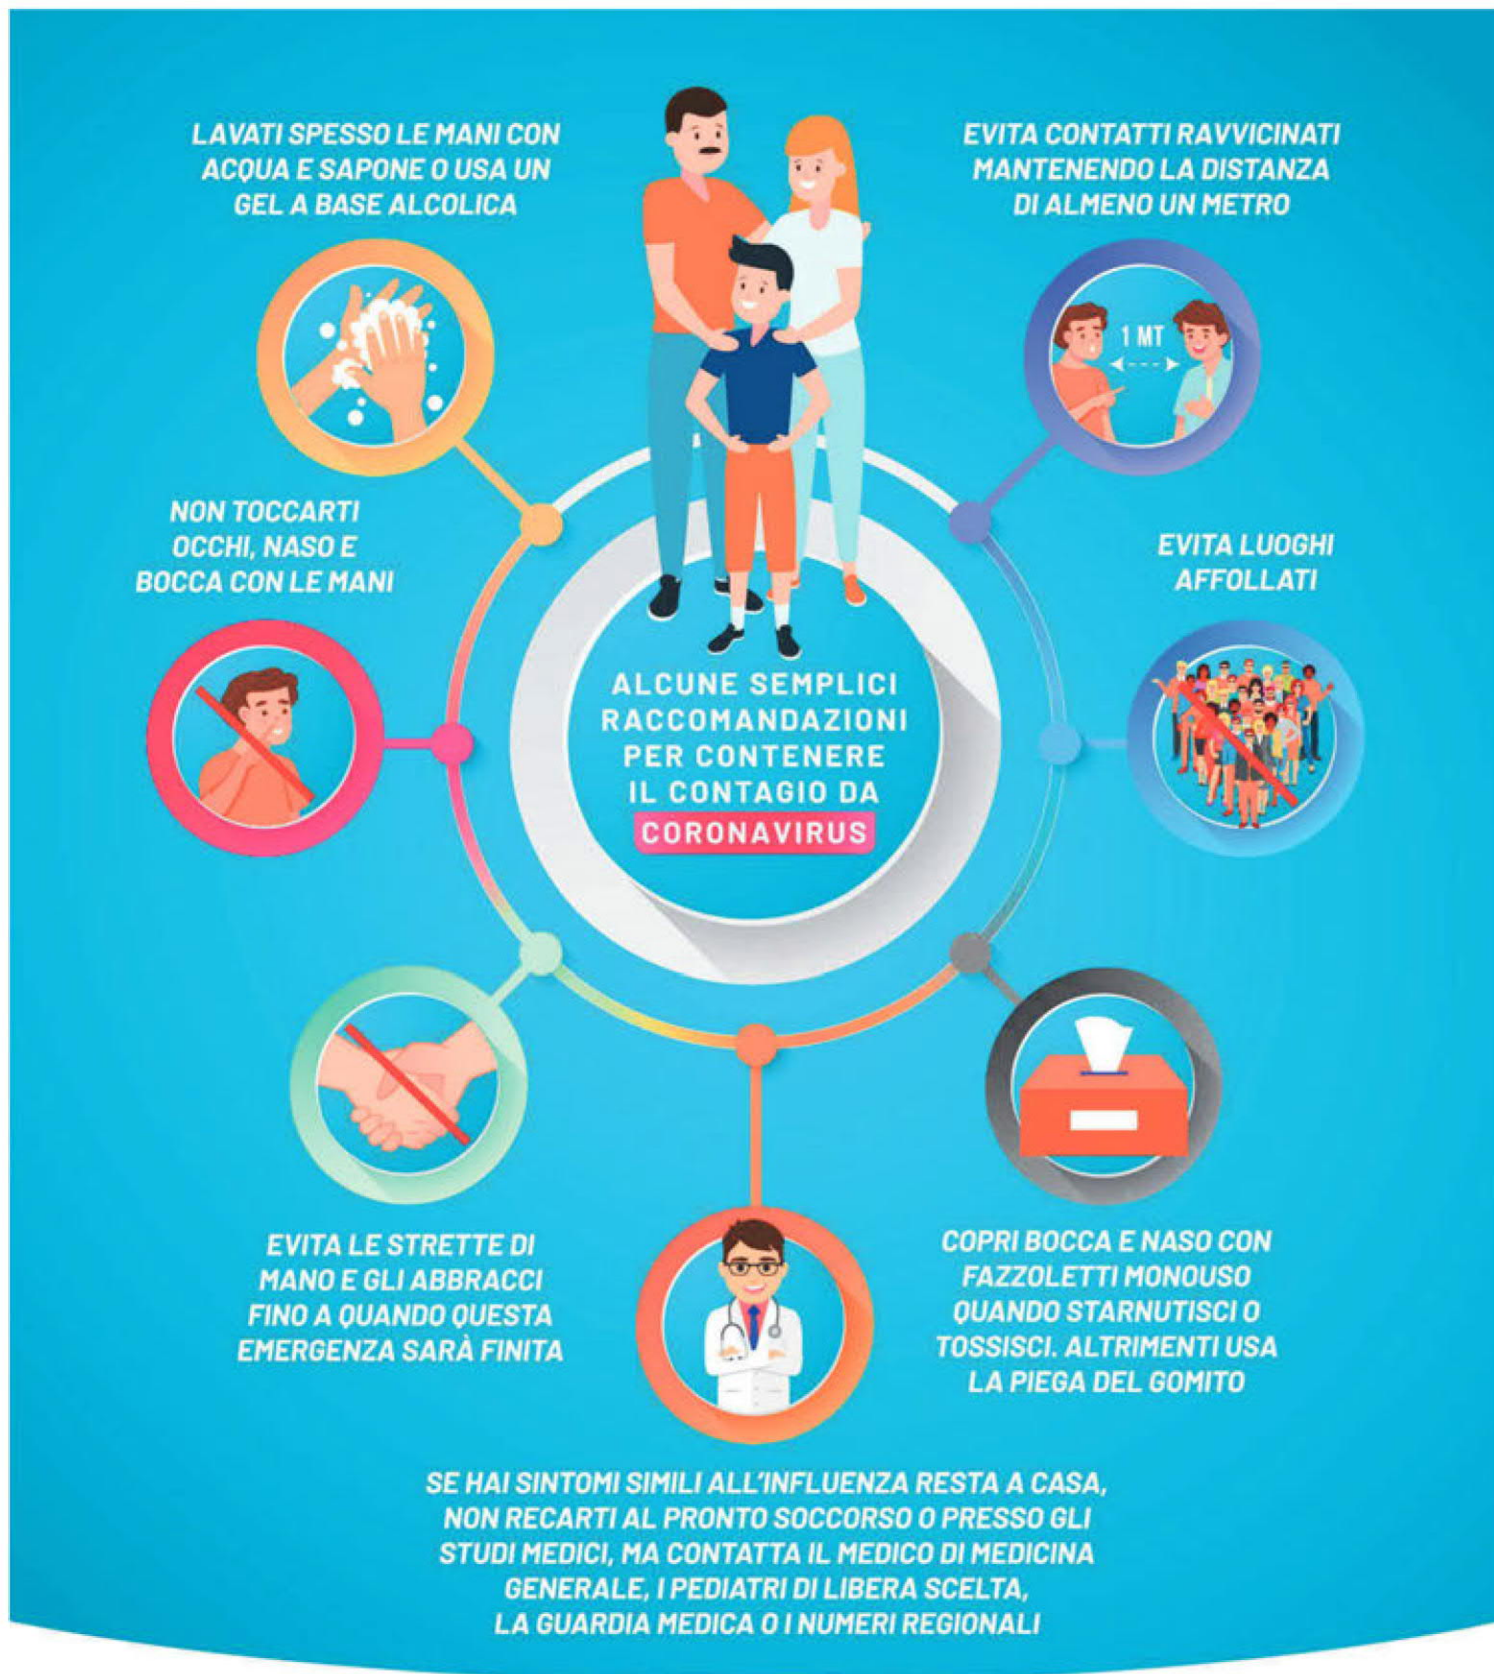 LAVATI SPESSO LE MANI CON
ACQUA E SAPONE O USA UN
GEL A BASE ALCOLICA
EVITA CONTATTI RAVVICINATI
MANTENENDO LA DISTANZA
DI ALMENO UN METRO
1 MT
NON TOCCARTI
OCCHI, NASO E
BOCCA CON LE MANI
EVITA LUOGHI
AFFOLLATI
ALCUNE SEMPLICI
RACCOMANDAZIONI
PER CONTENERE
IL CONTAGIO DA
CORONAVIRUS
EVITA LE STRETTE DI
MANO E GLI ABBRACCI
FINO A QUANDO QUESTA
EMERGENZA SARÀ FINITA
COPRI BOCCA E NASO CON
FAZZOLETTI MONOUSO
QUANDO STARNUTISCI O
TOSSISCI. ALTRIMENTI USA
LA PIEGA DEL GOMITO
SE HAI SINTOMI SIMILI ALL'INFLUENZA RESTA A CASA,
NON RECARTI AL PRONTO SOCCORSO O PRESSO GLI
STUDI MEDICI, MA CONTATTA IL MEDICO DI MEDICINA
GENERALE, I PEDIATRI DI LIBERA SCELTA,
LA GUARDIA MEDICA O I NUMERI REGIONALI